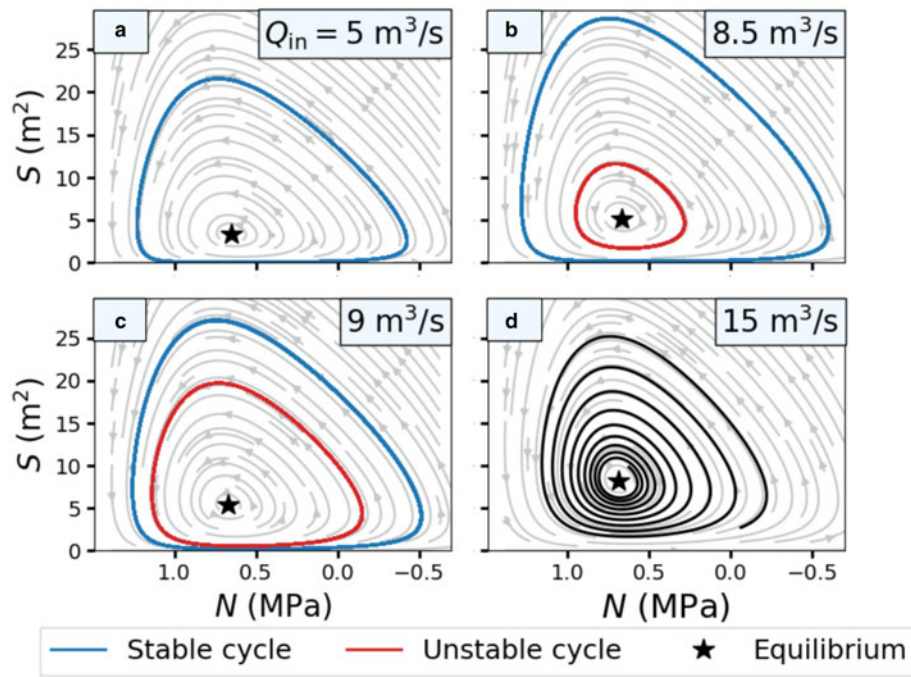 a
Q_in = 5 m³/s
b
8.5 m³/s
25
20
15
10
5
0
S (m²)
c
9 m³/s
d
15 m³/s
25
20
15
10
5
0
S (m²)
1.0 0.5 0.0 −0.5
1.0 0.5 0.0 −0.5
N (MPa)
N (MPa)
Stable cycle Unstable cycle Equilibrium